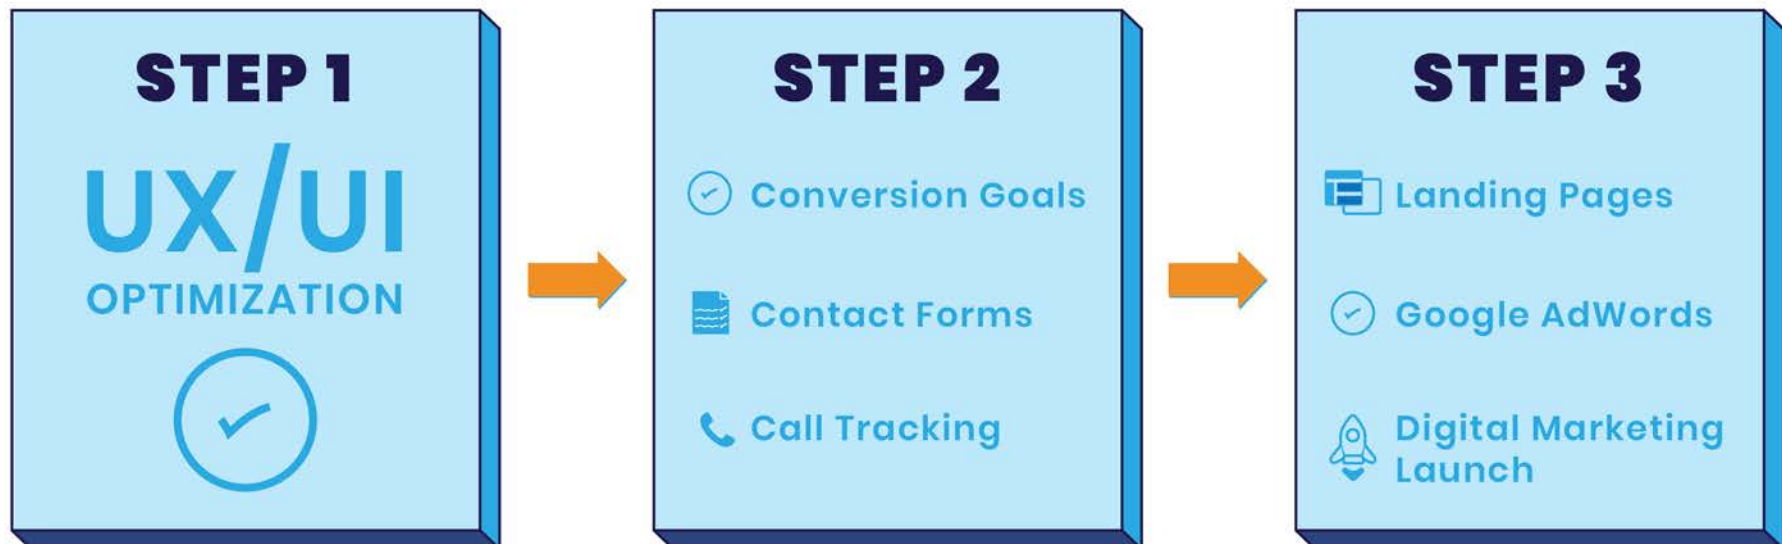 STEP 1
UX/UI
OPTIMIZATION
STEP 2
Conversion Goals
Contact Forms
Call Tracking
STEP 3
Landing Pages
Google AdWords
Digital Marketing
Launch